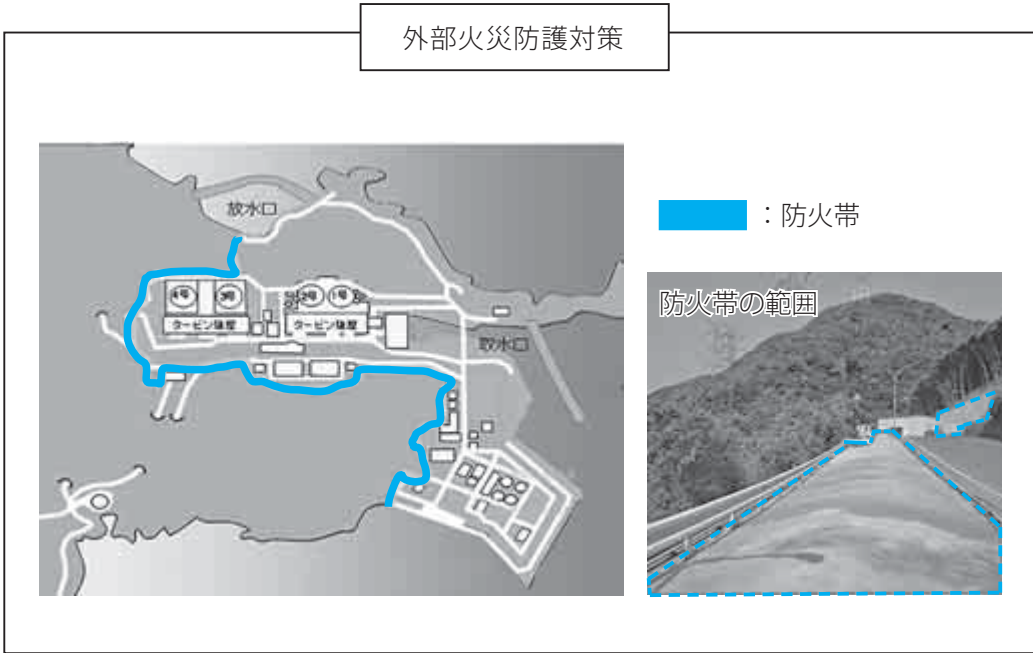 外部火災防護対策
放水口
4号
3号
2号
1号
タービン建屋
タービン建屋
取水口
：防火帯
防火帯の範囲